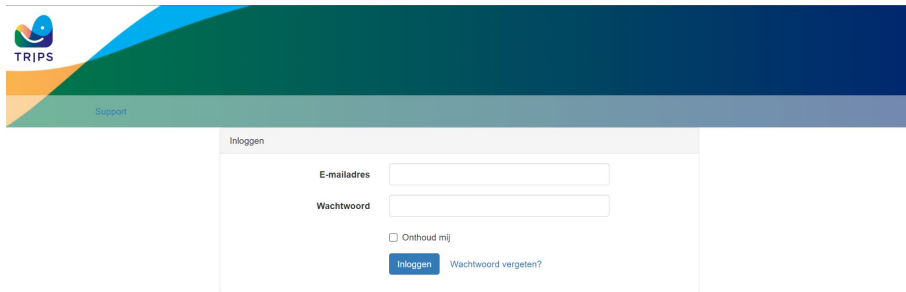 TRIPS
Support
Inloggen
E-mailadres
Wachtwoord
Onthoud mij
Inloggen Wachtwoord vergeten?